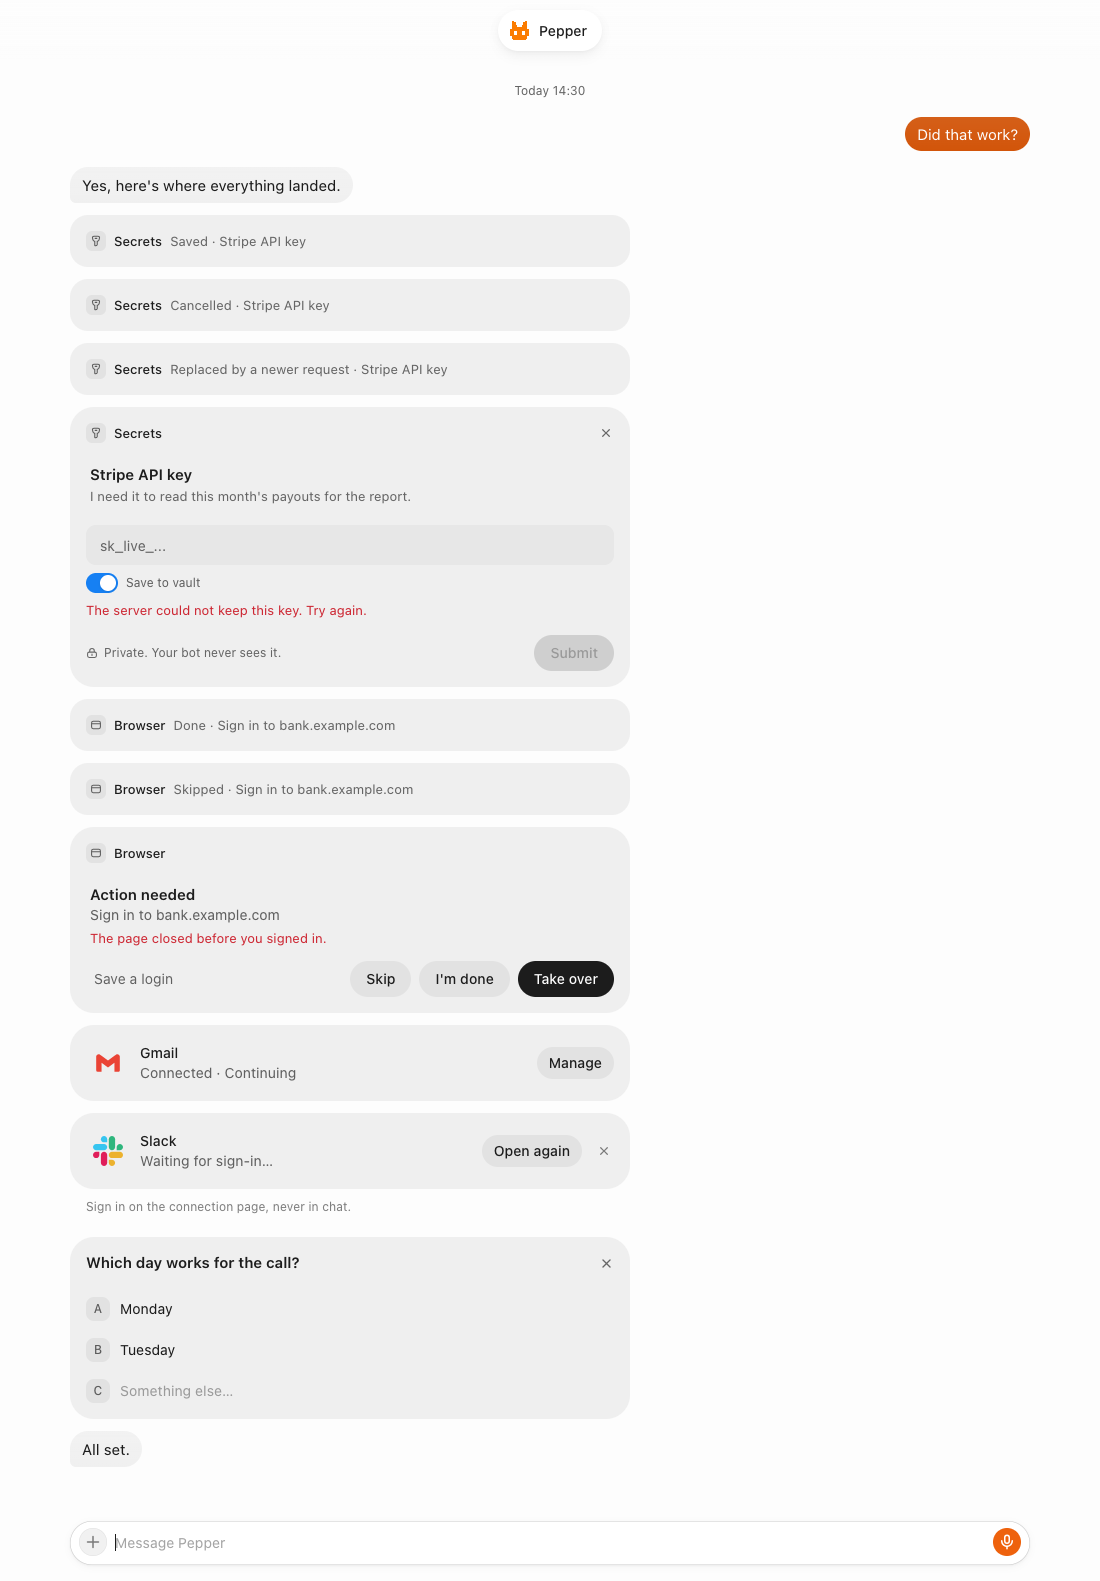 Pepper
Today 14:30
Did that work?
Yes, here's where everything landed.
Secrets Saved · Stripe API key
Secrets Cancelled · Stripe API key
Secrets Replaced by a newer request · Stripe API key
Secrets
Stripe API key
I need it to read this month's payouts for the report.
sk_live_...
Save to vault
The server could not keep this key. Try again.
Private. Your bot never sees it.
Submit
Browser Done · Sign in to bank.example.com
Browser Skipped · Sign in to bank.example.com
Browser
Action needed
Sign in to bank.example.com
The page closed before you signed in.
Save a login
Skip
I'm done
Take over
Gmail
Connected · Continuing
Manage
Slack
Waiting for sign-in...
Open again
Sign in on the connection page, never in chat.
Which day works for the call?
A Monday
B Tuesday
C Something else...
All set.
Message Pepper